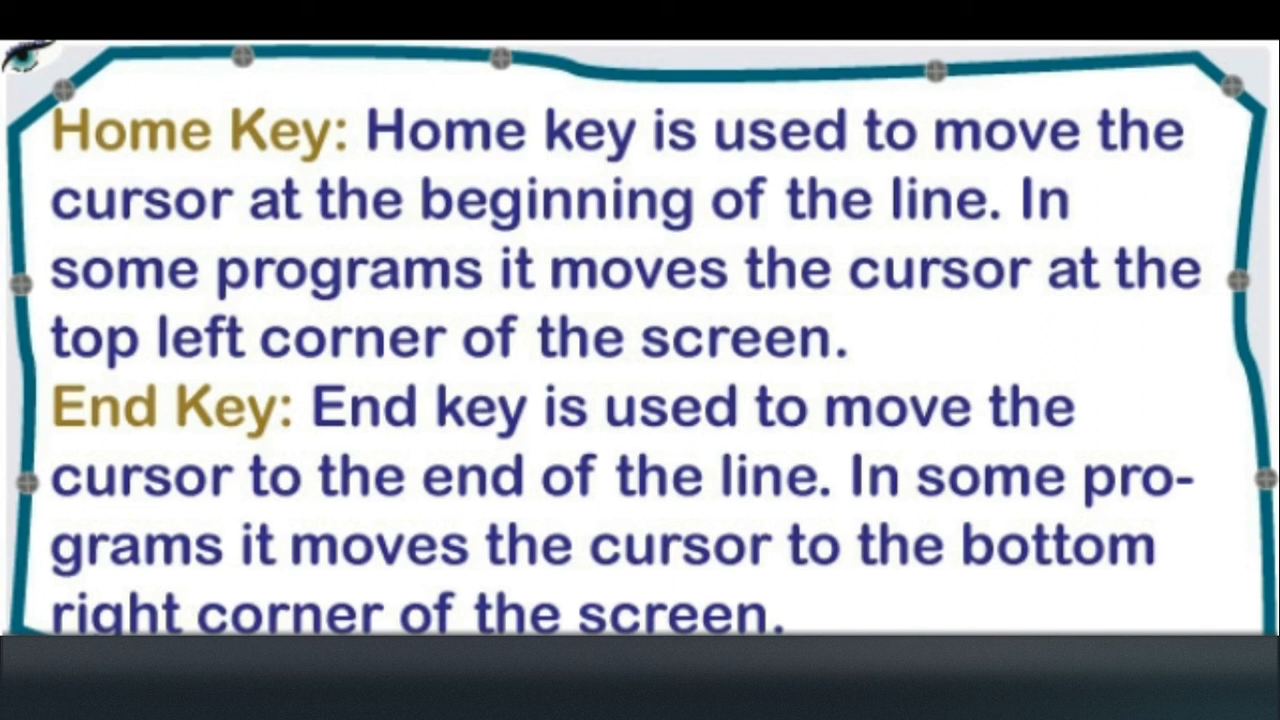 Home Key: Home key is used to move the
cursor at the beginning of the line. In
some programs it moves the cursor at the
top left corner of the screen.
End Key: End key is used to move the
cursor to the end of the line. In some pro-
grams it moves the cursor to the bottom
right corner of the screen.